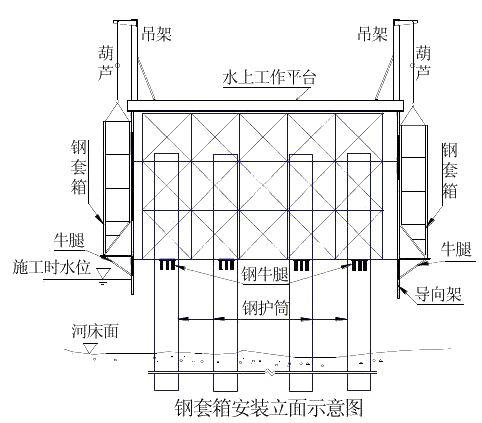 吊架
吊架
葫芦
葫芦
水上工作平台
钢套箱
钢套箱
牛腿
牛腿
施工时水位
钢牛腿
导向架
钢护筒
河床面
钢套箱安装立面示意图